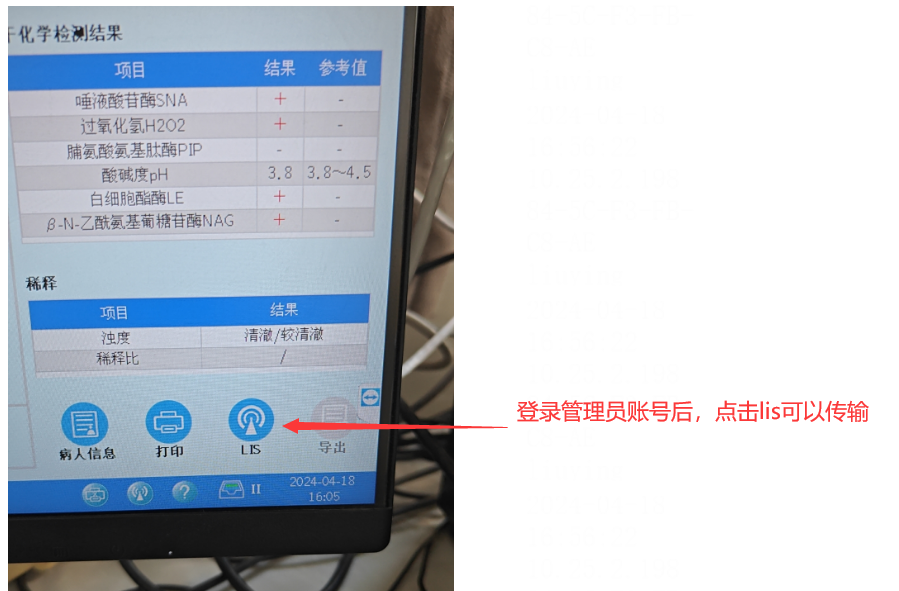 干化学检测结果
项目 结果 参考值
唾液酸苷酶SNA + -
过氧化氢H2O2 + -
脯氨酸氨基肽酶PIP - -
酸碱度pH 3.8 3.8～4.5
白细胞酯酶LE + -
β-N-乙酰氨基葡糖苷酶NAG + -
稀释
项目 结果
浊度 清澈/较清澈
稀释比 /
病人信息 打印 LIS 导出
II 2024-04-18
16:05
登录管理员账号后，点击lis可以传输